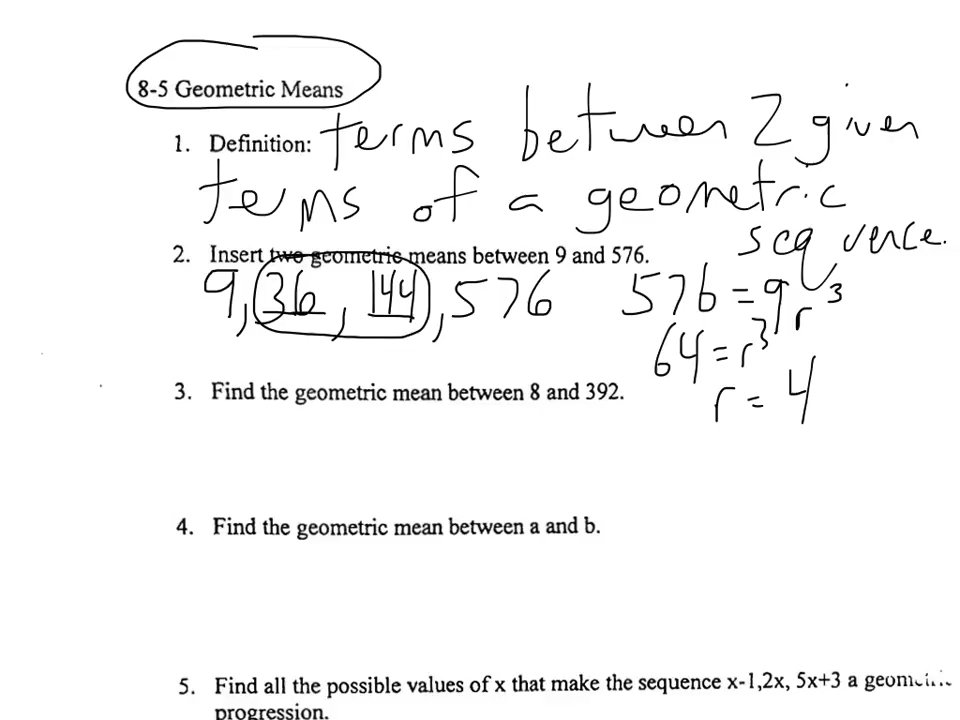 8-5 Geometric Means
1. Definition: terms between 2 given
terms of a geometric
sequence.
2. Insert two geometric means between 9 and 576.
9, 36, 144, 576 576 = 9r³
64 = r³
r = 4
3. Find the geometric mean between 8 and 392.
4. Find the geometric mean between a and b.
5. Find all the possible values of x that make the sequence x-1,2x, 5x+3 a geometric
progression.